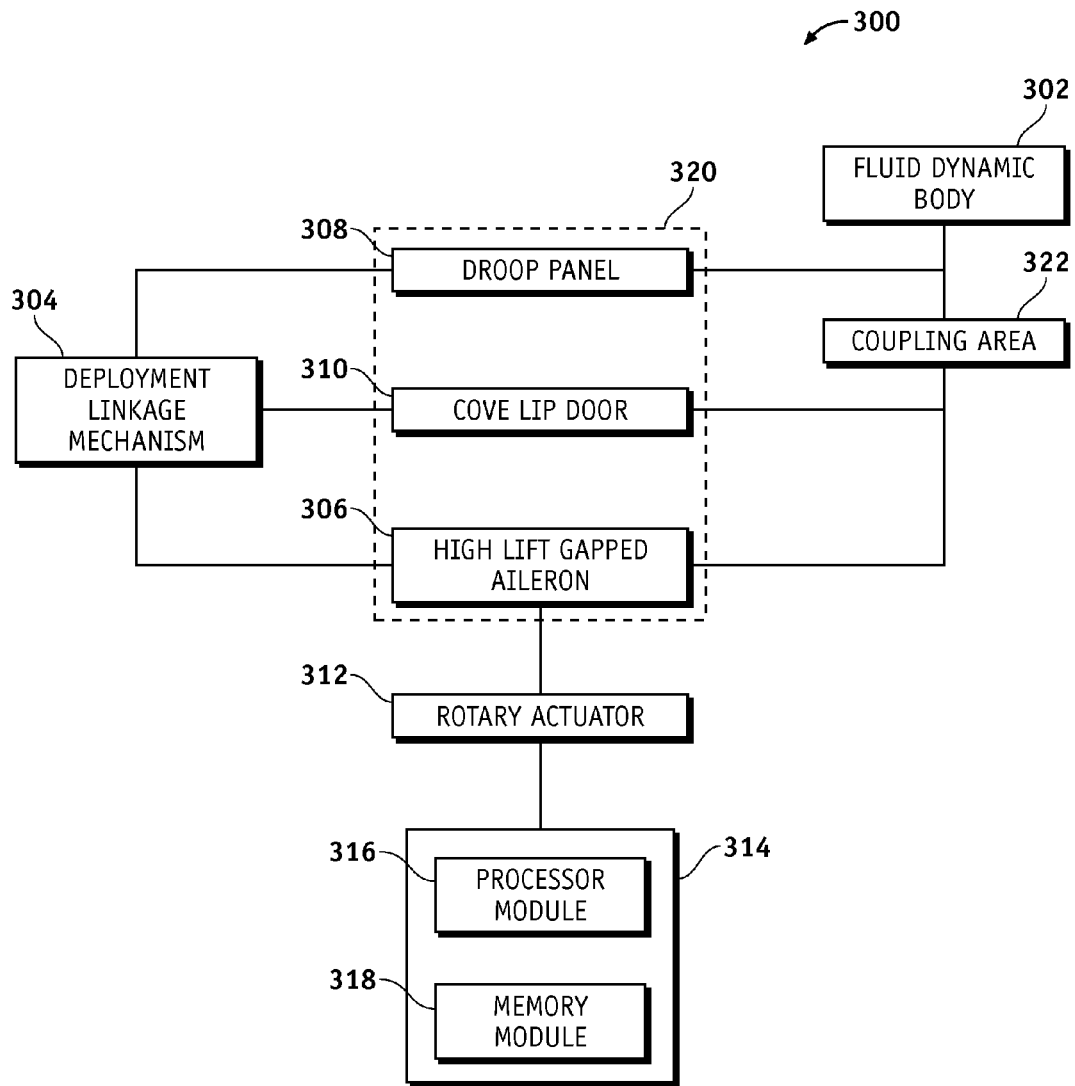 300
302
FLUID DYNAMIC
BODY
320
308
DROOP PANEL
322
COUPLING AREA
304
DEPLOYMENT
LINKAGE
MECHANISM
310
COVE LIP DOOR
306
HIGH LIFT GAPPED
AILERON
312
ROTARY ACTUATOR
314
316
PROCESSOR
MODULE
318
MEMORY
MODULE